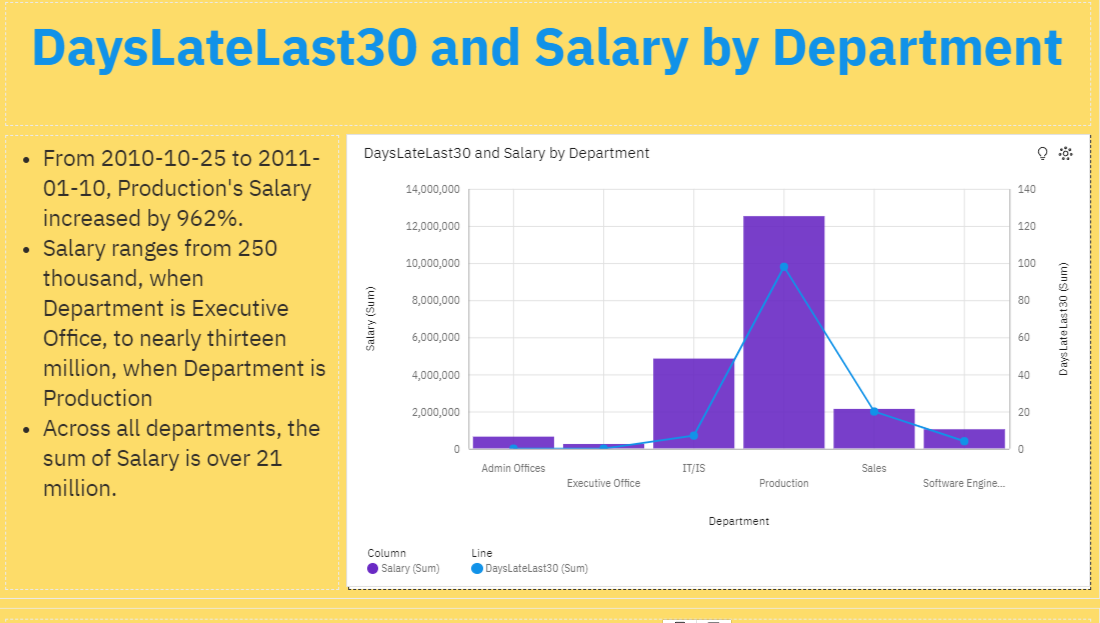 DaysLateLast30 and Salary by Department
• From 2010-10-25 to 2011-
01-10, Production's Salary
increased by 962%.
• Salary ranges from 250
thousand, when
Department is Executive
Office, to nearly thirteen
million, when Department is
Production
• Across all departments, the
sum of Salary is over 21
million.
DaysLateLast30 and Salary by Department
14,000,000
12,000,000
10,000,000
8,000,000
6,000,000
4,000,000
2,000,000
0
Salary (Sum)
140
120
100
80
60
40
20
0
DaysLateLast30 (Sum)
Admin Offices
Executive Office
IT/IS
Production
Sales
Software Engine...
Department
Column
Salary (Sum)
Line
DaysLateLast30 (Sum)